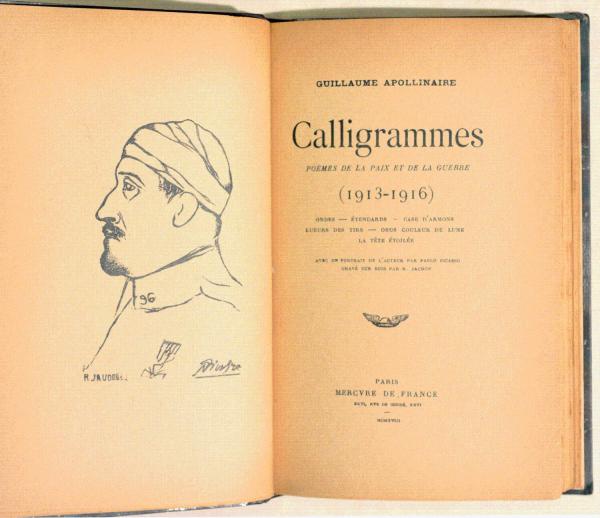 96
R. JAUDON.
Picasso
GUILLAUME APOLLINAIRE
Calligrammes
POÈMES DE LA PAIX ET DE LA GUERRE
(1913-1916)
ONDES — ÉTENDARDS — CASE D'ARMONS
LUEURS DES TIRS — OBUS COULEUR DE LUNE
LA TÊTE ÉTOILÉE
AVEC UN PORTRAIT DE L'AUTEUR PAR PABLO PICASSO
GRAVÉ SUR BOIS PAR R. JAUDON
PARIS
MERCVRE DE FRANCE
XXVI, RVE DE CONDÉ, XXVI
MCMXVIII